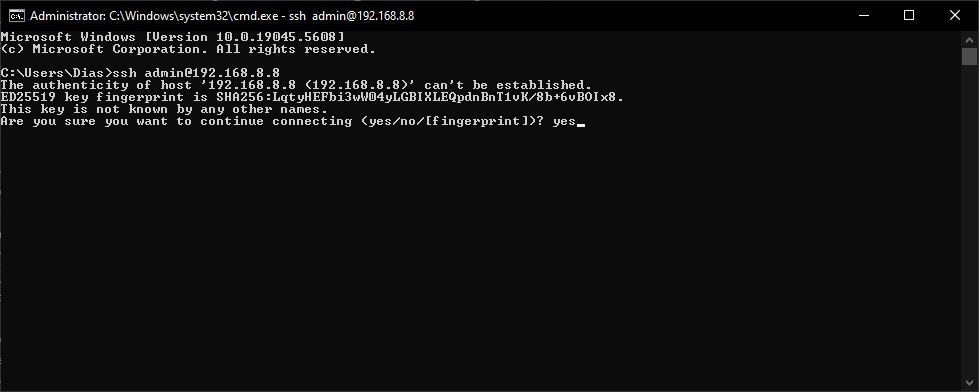 Administrator: C:\Windows\system32\cmd.exe - ssh admin@192.168.8.8
Microsoft Windows [Version 10.0.19045.5608]
(c) Microsoft Corporation. All rights reserved.
C:\Users\Dias>ssh admin@192.168.8.8
The authenticity of host '192.168.8.8 (192.168.8.8)' can't be established.
ED25519 key fingerprint is SHA256:LqtyHEFbi3wW04yLGBIXLEQpdnBnT1vK/8b+6vBOIx8.
This key is not known by any other names.
Are you sure you want to continue connecting (yes/no/[fingerprint])? yes